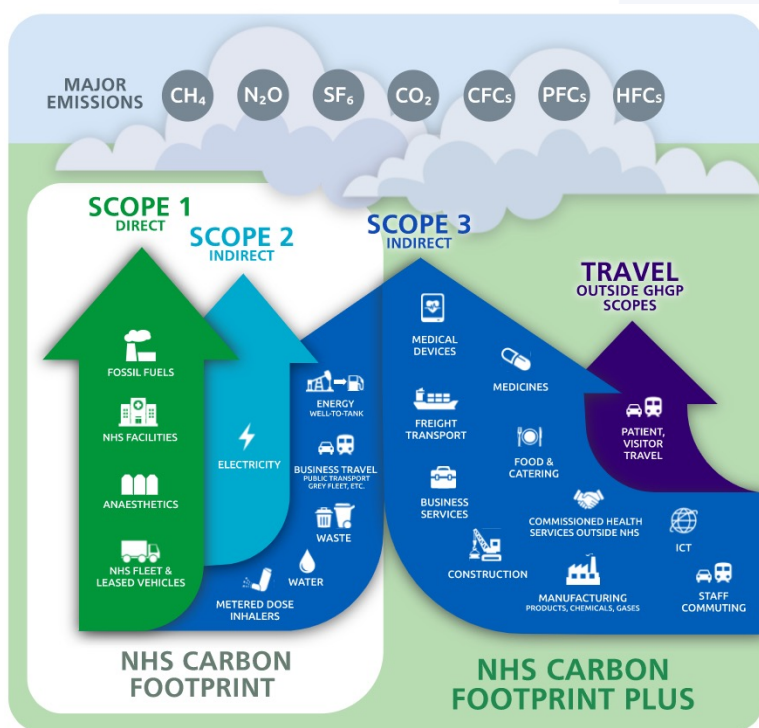 MAJOR
EMISSIONS
CH₄
N₂O
SF₆
CO₂
CFCs
PFCs
HFCs
SCOPE 1
DIRECT
SCOPE 2
INDIRECT
SCOPE 3
INDIRECT
TRAVEL
OUTSIDE GHGP
SCOPES
FOSSIL FUELS
NHS FACILITIES
ANAESTHETICS
NHS FLEET &
LEASED VEHICLES
ELECTRICITY
ENERGY
WELL-TO-TANK
BUSINESS TRAVEL
PUBLIC TRANSPORT
GREY FLEET, ETC.
WASTE
WATER
METERED DOSE
INHALERS
MEDICAL
DEVICES
MEDICINES
FREIGHT
TRANSPORT
FOOD &
CATERING
BUSINESS
SERVICES
COMMISSIONED HEALTH
SERVICES OUTSIDE NHS
ICT
CONSTRUCTION
MANUFACTURING
PRODUCTS, CHEMICALS, GASES
STAFF
COMMUTING
PATIENT,
VISITOR
TRAVEL
NHS CARBON
FOOTPRINT
NHS CARBON
FOOTPRINT PLUS